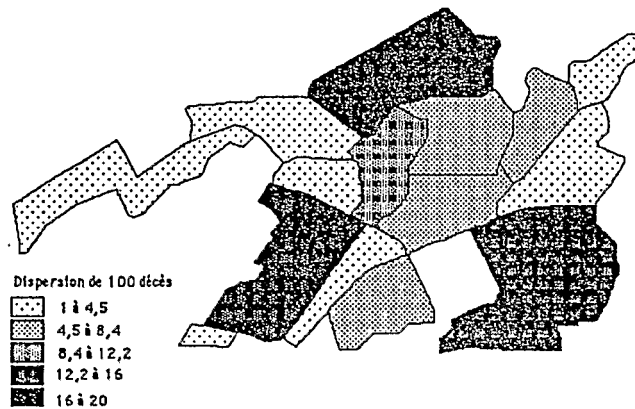 Dispersion de 100 décès
1 à 4,5
4,5 à 8,4
8,4 à 12,2
12,2 à 16
16 à 20